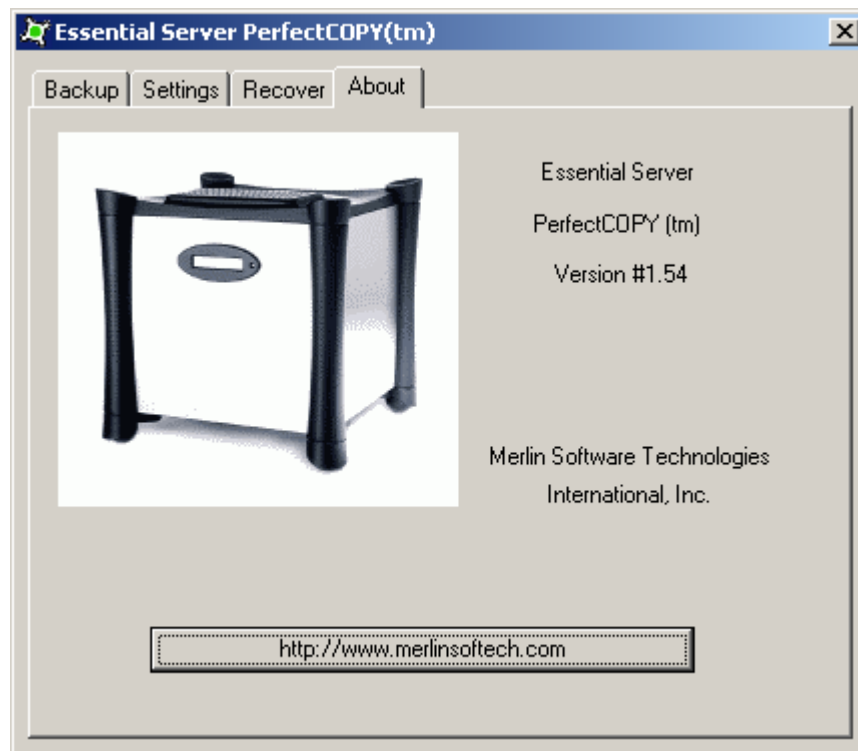 Essential Server PerfectCOPY(tm)
Backup Settings Recover About
Essential Server
PerfectCOPY (tm)
Version #1.54
Merlin Software Technologies
International, Inc.
http://www.merlinsoftech.com